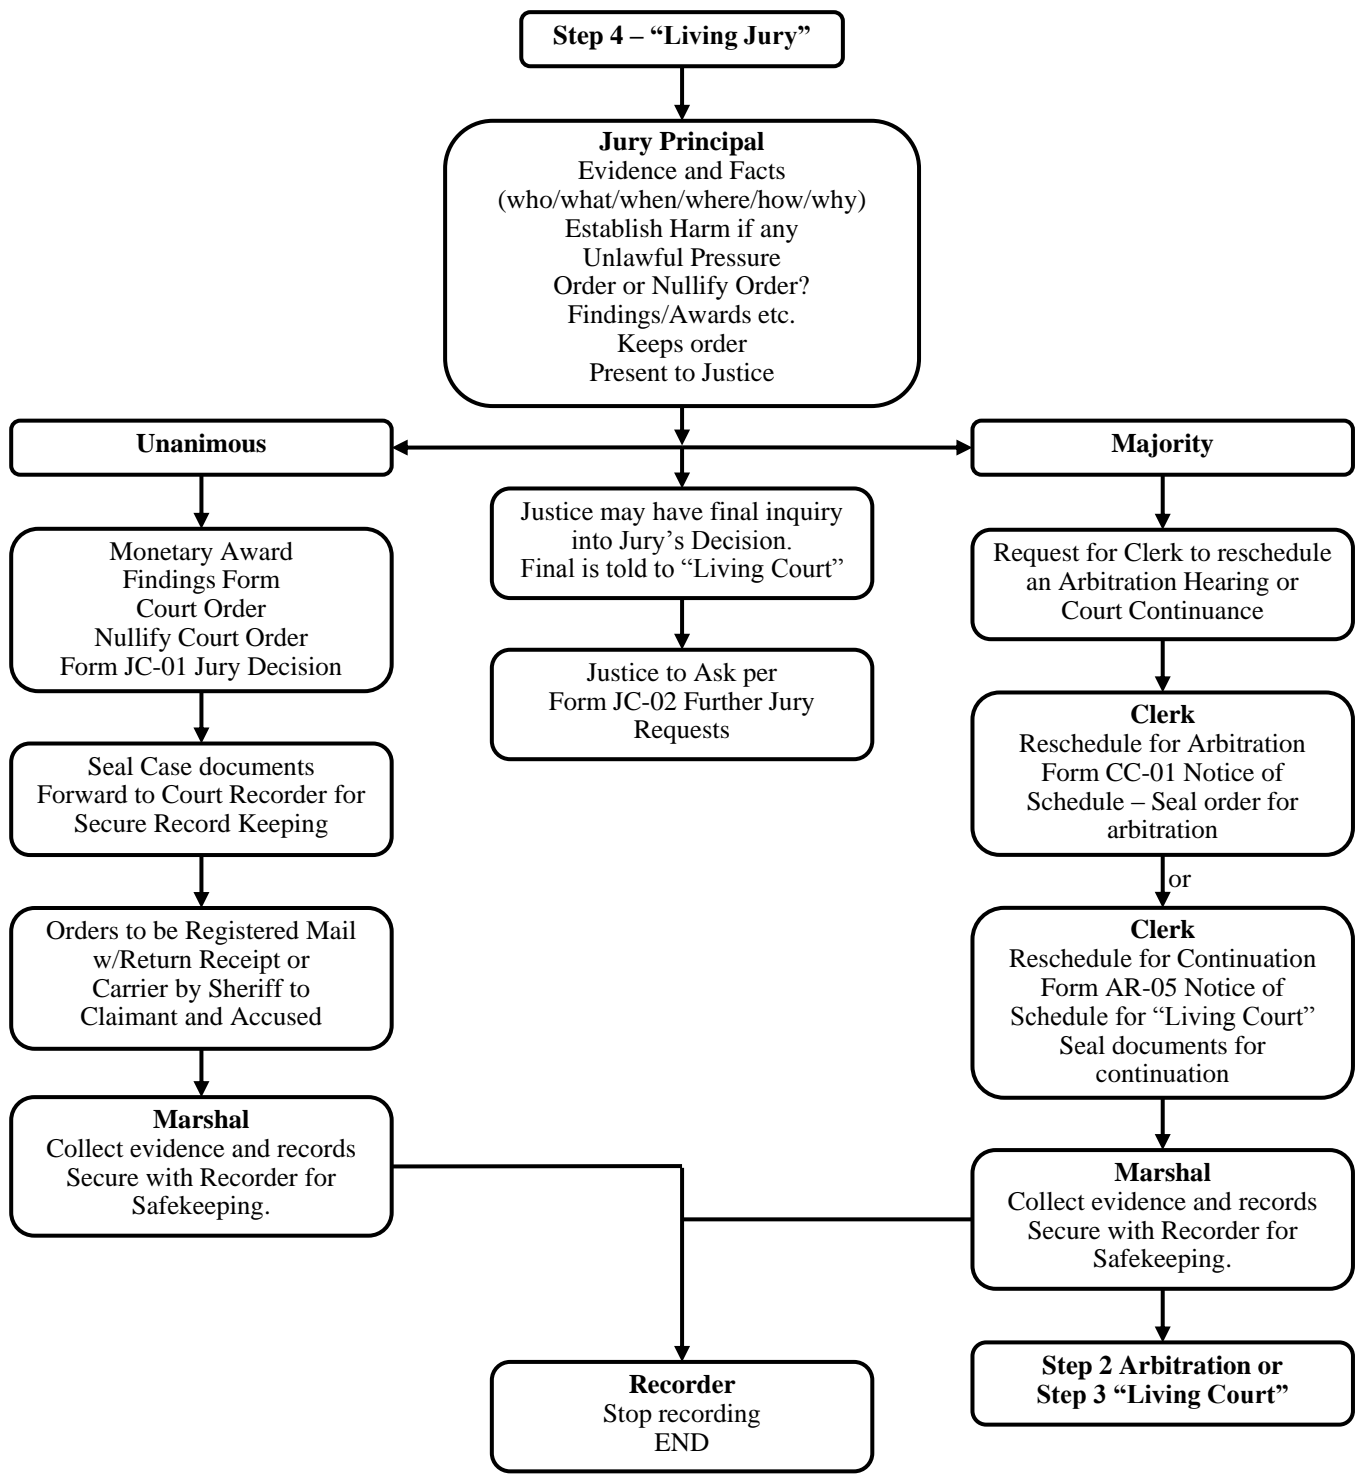 Step 4 – “Living Jury”
Jury Principal
Evidence and Facts
(who/what/when/where/how/why)
Establish Harm if any
Unlawful Pressure
Order or Nullify Order?
Findings/Awards etc.
Keeps order
Present to Justice
Unanimous
Monetary Award
Findings Form
Court Order
Nullify Court Order
Form JC-01 Jury Decision
Seal Case documents
Forward to Court Recorder for
Secure Record Keeping
Orders to be Registered Mail
w/Return Receipt or
Carrier by Sheriff to
Claimant and Accused
Marshal
Collect evidence and records
Secure with Recorder for
Safekeeping.
Justice may have final inquiry
into Jury’s Decision.
Final is told to “Living Court”
Justice to Ask per
Form JC-02 Further Jury
Requests
Majority
Request for Clerk to reschedule
an Arbitration Hearing or
Court Continuance
Clerk
Reschedule for Arbitration
Form CC-01 Notice of
Schedule – Seal order for
arbitration
or
Clerk
Reschedule for Continuation
Form AR-05 Notice of
Schedule for “Living Court”
Seal documents for
continuation
Marshal
Collect evidence and records
Secure with Recorder for
Safekeeping.
Step 2 Arbitration or
Step 3 “Living Court”
Recorder
Stop recording
END